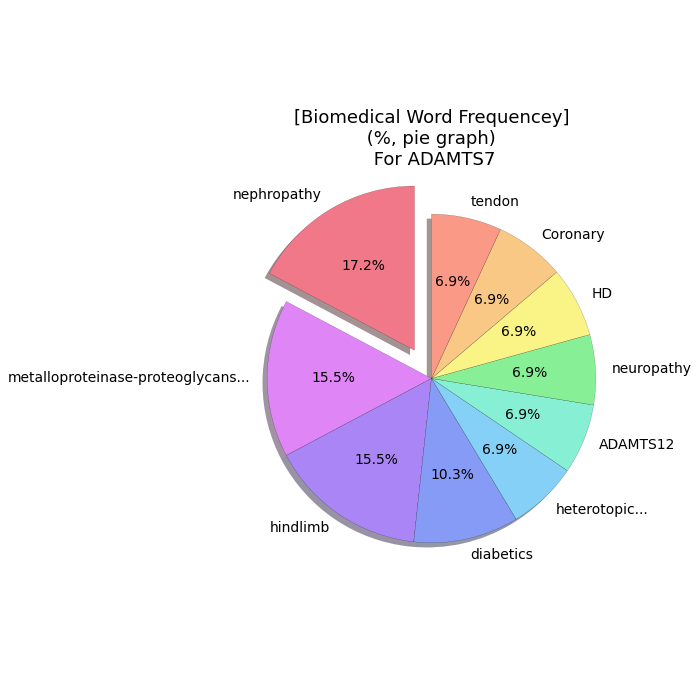 [Biomedical Word Frequencey]
(%, pie graph)
For ADAMTS7
nephropathy
17.2%
tendon
6.9%
Coronary
6.9%
HD
6.9%
neuropathy
6.9%
ADAMTS12
6.9%
heterotopic...
6.9%
diabetics
10.3%
hindlimb
15.5%
metalloproteinase-proteoglycans...
15.5%